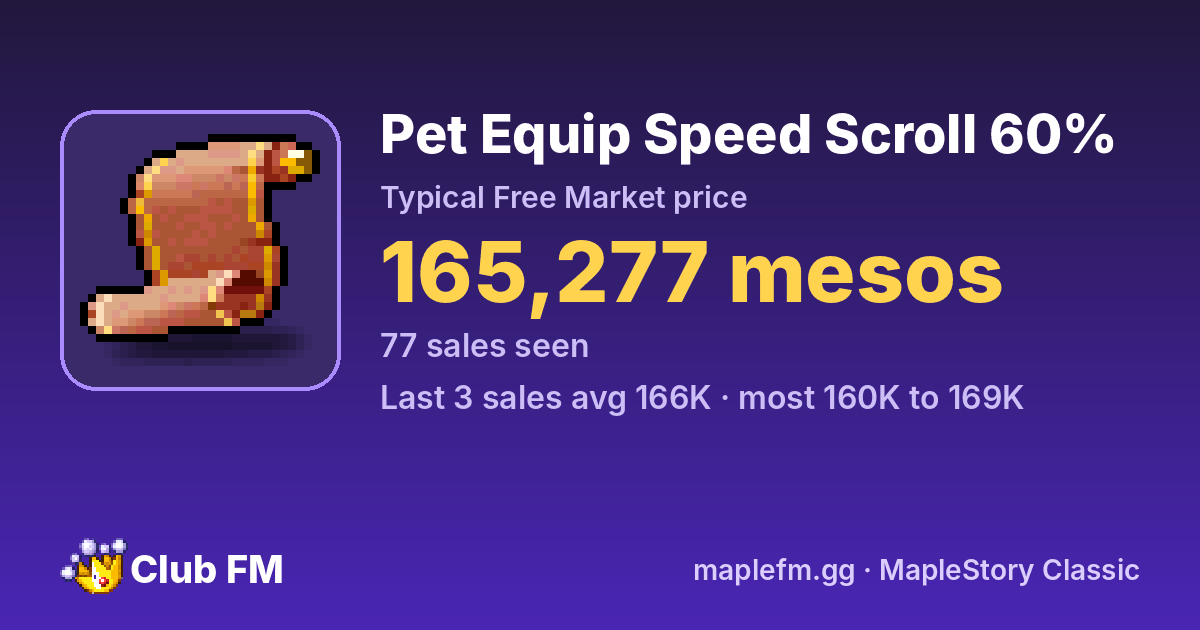 Pet Equip Speed Scroll 60%
Typical Free Market price
165,277 mesos
77 sales seen
Last 3 sales avg 166K · most 160K to 169K
Club FM
maplefm.gg · MapleStory Classic